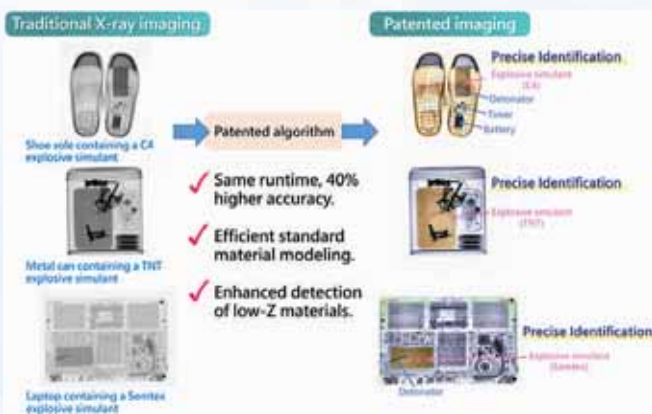 Traditional X-ray imaging
Patented imaging
Shoe sole containing a C4
explosive simulant
Patented algorithm
Precise Identification
Explosive simulant
(C4)
Detonator
Timer
Battery
Same runtime, 40%
higher accuracy.
Efficient standard
material modeling.
Enhanced detection
of low-Z materials.
Metal can containing a TNT
explosive simulant
Precise Identification
Explosive simulant
(TNT)
Laptop containing a Semtex
explosive simulant
Precise Identification
Explosive simulant
(Semtex)
Detonator